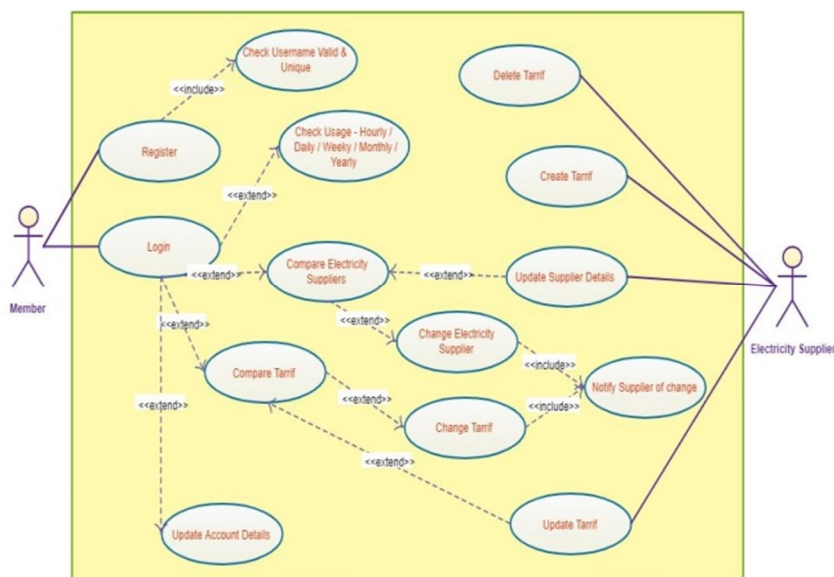 Check Username Valid &
Unique
Delete Tarrif
<<include>>
Register
Check Usage - Hourly /
Daily / Weeky / Monthly /
Yearly
Create Tarrif
<<extend>>
Login
Member
<<extend>>
Compare Electricity
Suppliers
<<extend>>
Update Supplier Details
<<extend>>
<<extend>>
Change Electricity
Supplier
Electricity Supplier
<<include>>
Compare Tarrif
Notify Supplier of change
<<extend>>
<<extend>>
<<include>>
Change Tarrif
<<extend>>
Update Account Details
Update Tarrif